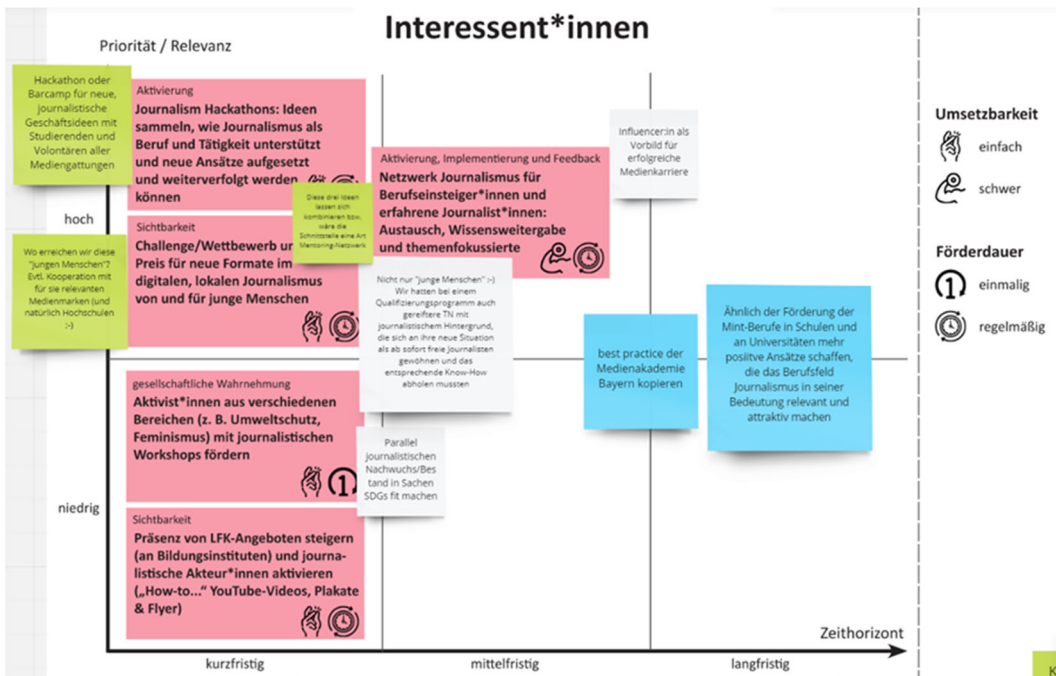 Interessent*innen
Priorität / Relevanz
Hackathon oder
Barcamp für neue,
journalistische
Geschäftsideen mit
Studierenden und
Volontären aller
Mediengattungen
Aktivierung
Journalism Hackathons: Ideen
sammeln, wie Journalismus als
Beruf und Tätigkeit unterstützt
und neue Ansätze aufgesetzt
und weiterverfolgt werden
können
hoch
Diese drei Ideen
lassen sich
kombinieren bzw.
wäre die
Schnittstelle eine Art
Mentoring-Netzwerk
Aktivierung, Implementierung und Feedback
Netzwerk Journalismus für
Berufseinsteiger*innen und
erfahrene Journalist*innen:
Austausch, Wissensweitergabe
und themenfokussierte
Influencer:in als
Vorbild für
erfolgreiche
Medienkarriere
Wo erreichen wir diese
"jungen Menschen"?
Evtl. Kooperation mit
für sie relevanten
Medienmarken (und
natürlich Hochschulen
:-)
Sichtbarkeit
Challenge/Wettbewerb un
Preis für neue Formate im
digitalen, lokalen Journalismus
von und für junge Menschen
Nicht nur "junge Menschen" :-)
Wir hatten bei einem
Qualifizierungsprogramm auch
gereiftere TN mit
journalistischem Hintergrund,
die sich an ihre neue Situation
als ab sofort freie Journalisten
gewöhnen und das
entsprechende Know-How
abholen mussten
best practice der
Medienakademie
Bayern kopieren
Ähnlich der Förderung der
Mint-Berufe in Schulen und
an Universitäten mehr
posiitve Ansätze schaffen,
die das Berufsfeld
Journalismus in seiner
Bedeutung relevant und
attraktiv machen
gesellschaftliche Wahrnehmung
Aktivist*innen aus verschiedenen
Bereichen (z. B. Umweltschutz,
Feminismus) mit journalistischen
Workshops fördern
1
Parallel
journalistischen
Nachwuchs/Bes
tand in Sachen
SDGs fit machen
niedrig
Sichtbarkeit
Präsenz von LFK-Angeboten steigern
(an Bildungsinstituten) und journa-
listische Akteur*innen aktivieren
(„How-to...“ YouTube-Videos, Plakate
& Flyer)
Zeithorizont
kurzfristig
mittelfristig
langfristig
Umsetzbarkeit
einfach
schwer
Förderdauer
1 einmalig
regelmäßig
K